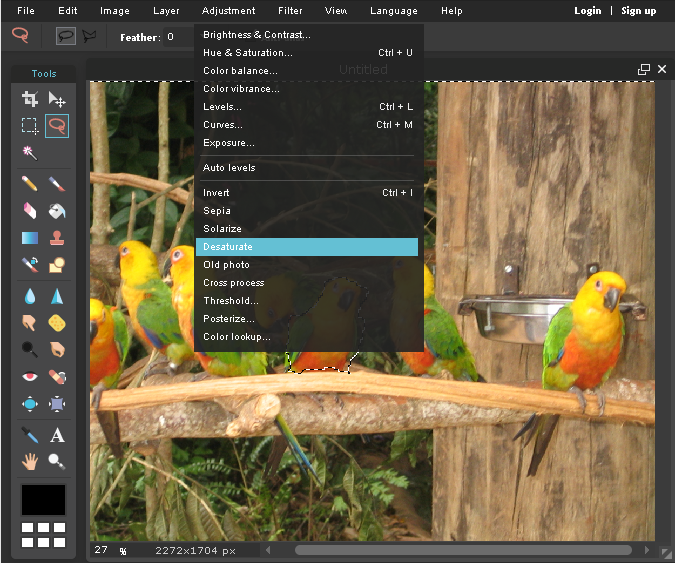 File Edit Image Layer Adjustment Filter View Language Help Login | Sign up
Feather: 0
Tools
Untitled
Brightness & Contrast...
Hue & Saturation... Ctrl + U
Color balance...
Color vibrance...
Levels... Ctrl + L
Curves... Ctrl + M
Exposure...
Auto levels
Invert Ctrl + I
Sepia
Solarize
Desaturate
Old photo
Cross process
Threshold...
Posterize...
Color lookup...
A
27 % 2272x1704 px